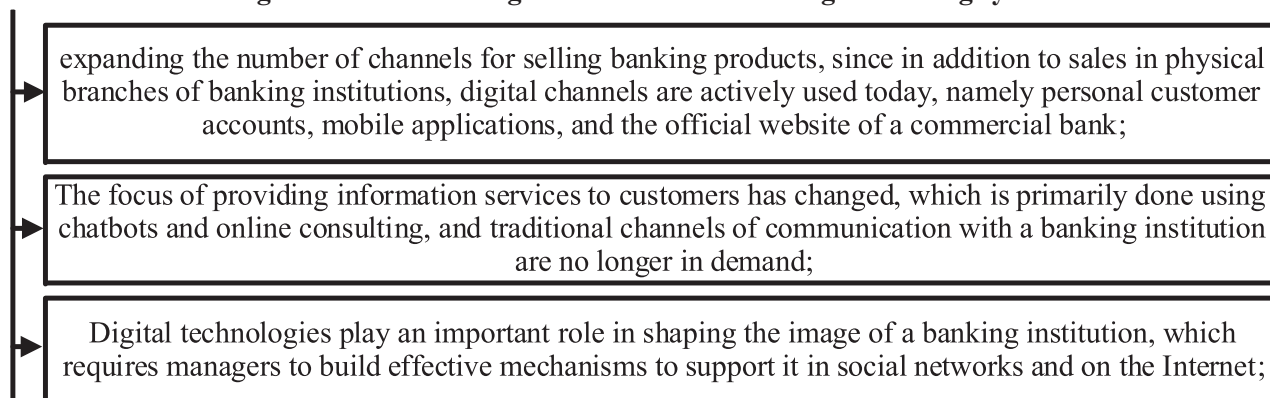 expanding the number of channels for selling banking products, since in addition to sales in physical
branches of banking institutions, digital channels are actively used today, namely personal customer
accounts, mobile applications, and the official website of a commercial bank;
The focus of providing information services to customers has changed, which is primarily done using
chatbots and online consulting, and traditional channels of communication with a banking institution
are no longer in demand;
Digital technologies play an important role in shaping the image of a banking institution, which
requires managers to build effective mechanisms to support it in social networks and on the Internet;